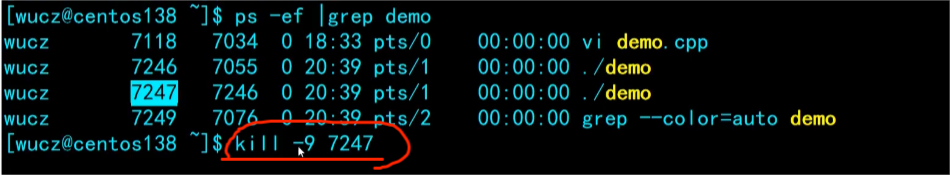 [wucz@centos138 ~]$ ps -ef |grep demo
wucz 7118 7034 0 18:33 pts/0 00:00:00 vi demo.cpp
wucz 7246 7055 0 20:39 pts/1 00:00:00 ./demo
wucz 7247 7246 0 20:39 pts/1 00:00:00 ./demo
wucz 7249 7076 0 20:39 pts/2 00:00:00 grep --color=auto demo
[wucz@centos138 ~]$ kill -9 7247